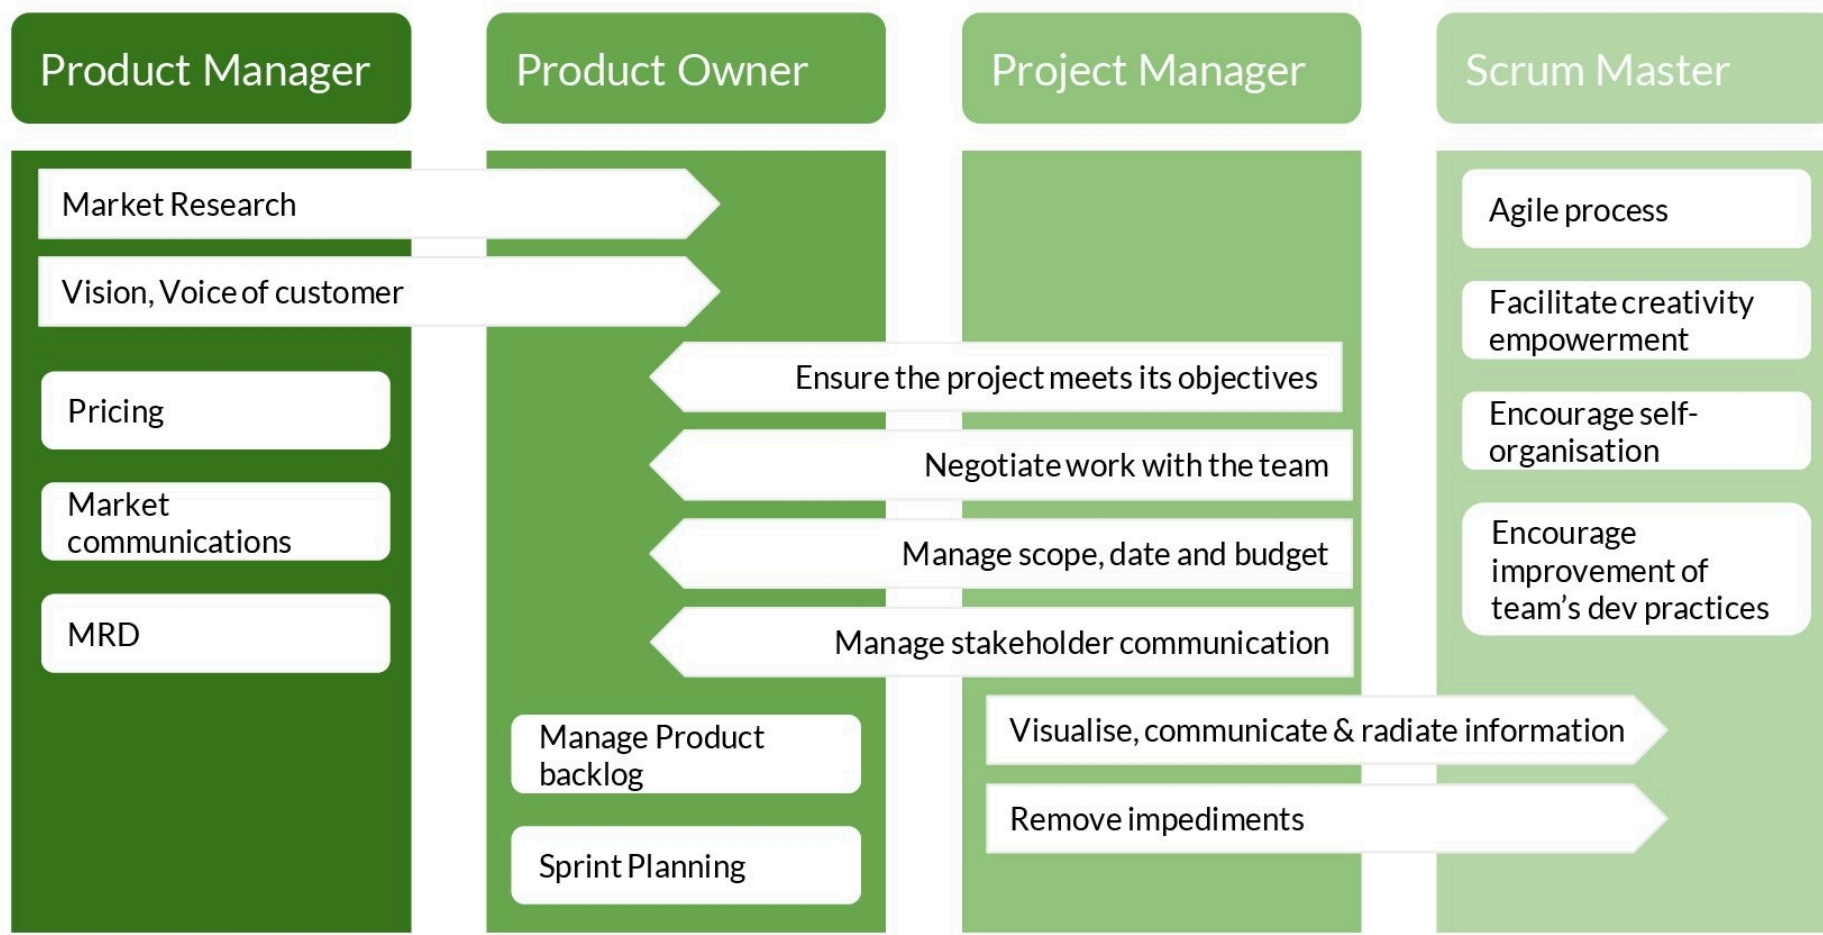 Product Manager
Product Owner
Project Manager
Scrum Master
Market Research
Vision, Voice of customer
Pricing
Market
communications
MRD
Ensure the project meets its objectives
Negotiate work with the team
Manage scope, date and budget
Manage stakeholder communication
Manage Product
backlog
Sprint Planning
Visualise, communicate & radiate information
Remove impediments
Agile process
Facilitate creativity
empowerment
Encourage self-
organisation
Encourage
improvement of
team’s dev practices